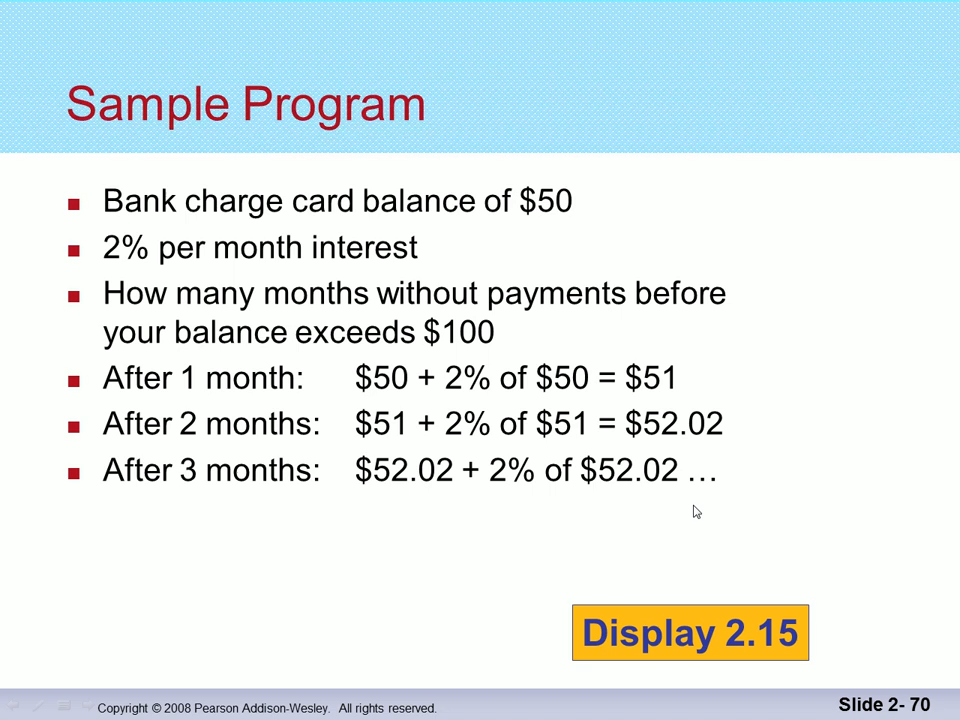 Sample Program
Bank charge card balance of $50
2% per month interest
How many months without payments before
your balance exceeds $100
After 1 month: $50 + 2% of $50 = $51
After 2 months: $51 + 2% of $51 = $52.02
After 3 months: $52.02 + 2% of $52.02 …
Display 2.15
Copyright © 2008 Pearson Addison-Wesley. All rights reserved.
Slide 2- 70